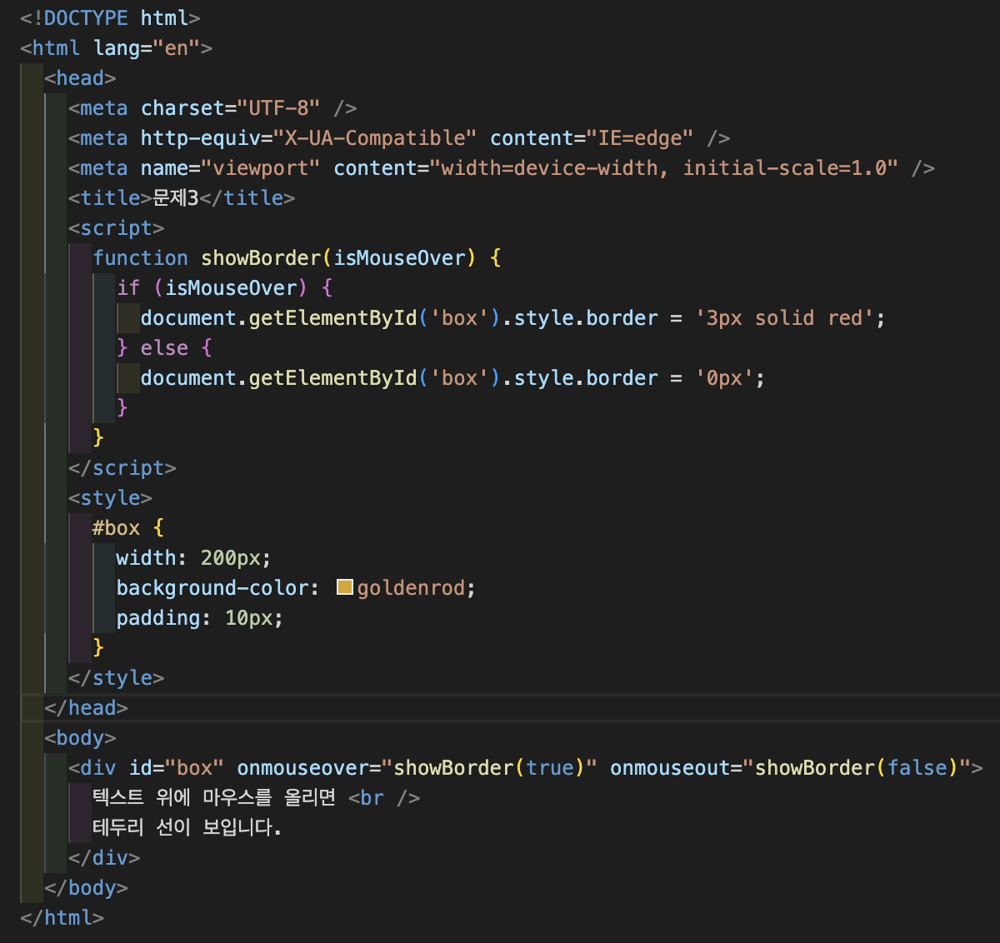 <!DOCTYPE html>
<html lang="en">
  <head>
    <meta charset="UTF-8" />
    <meta http-equiv="X-UA-Compatible" content="IE=edge" />
    <meta name="viewport" content="width=device-width, initial-scale=1.0" />
    <title>문제3</title>
    <script>
      function showBorder(isMouseOver) {
        if (isMouseOver) {
          document.getElementById('box').style.border = '3px solid red';
        } else {
          document.getElementById('box').style.border = '0px';
        }
      }
    </script>
    <style>
      #box {
        width: 200px;
        background-color: goldenrod;
        padding: 10px;
      }
    </style>
  </head>
  <body>
    <div id="box" onmouseover="showBorder(true)" onmouseout="showBorder(false)">
      텍스트 위에 마우스를 올리면 <br />
      테두리 선이 보입니다.
    </div>
  </body>
</html>